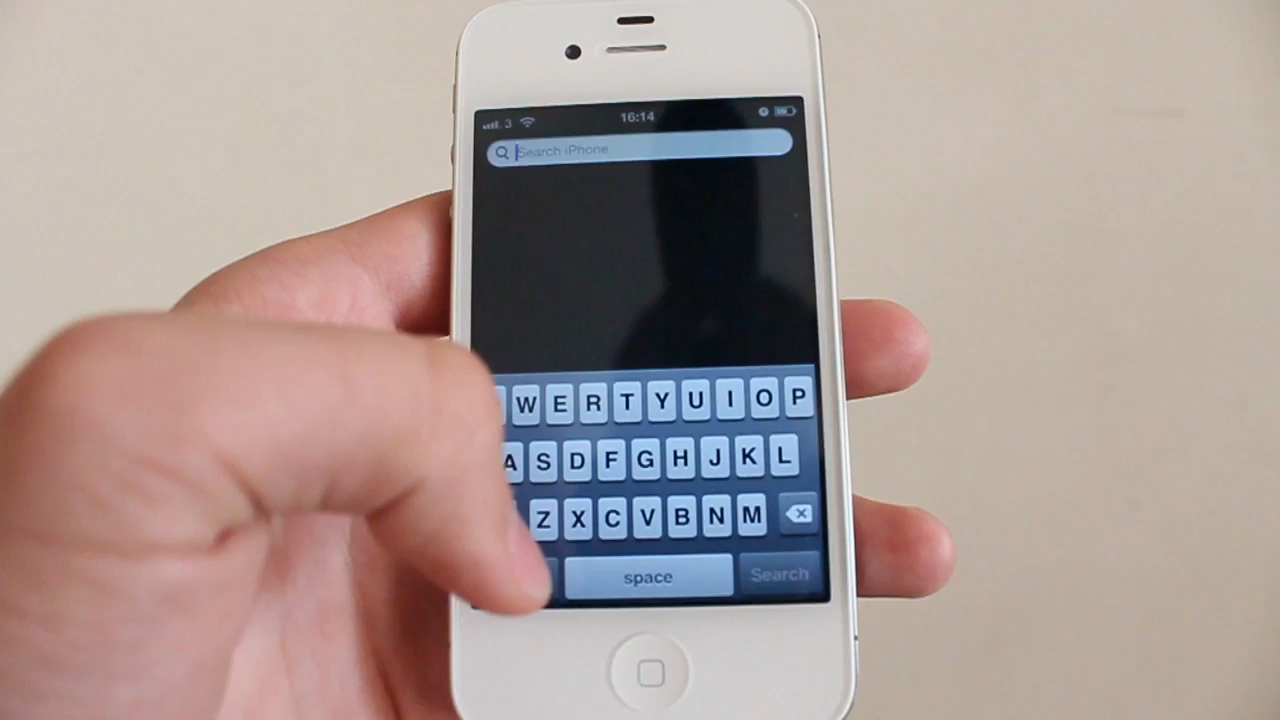 3 16:14
Search iPhone
W E R T Y U I O P
A S D F G H J K L
Z X C V B N M
space Search